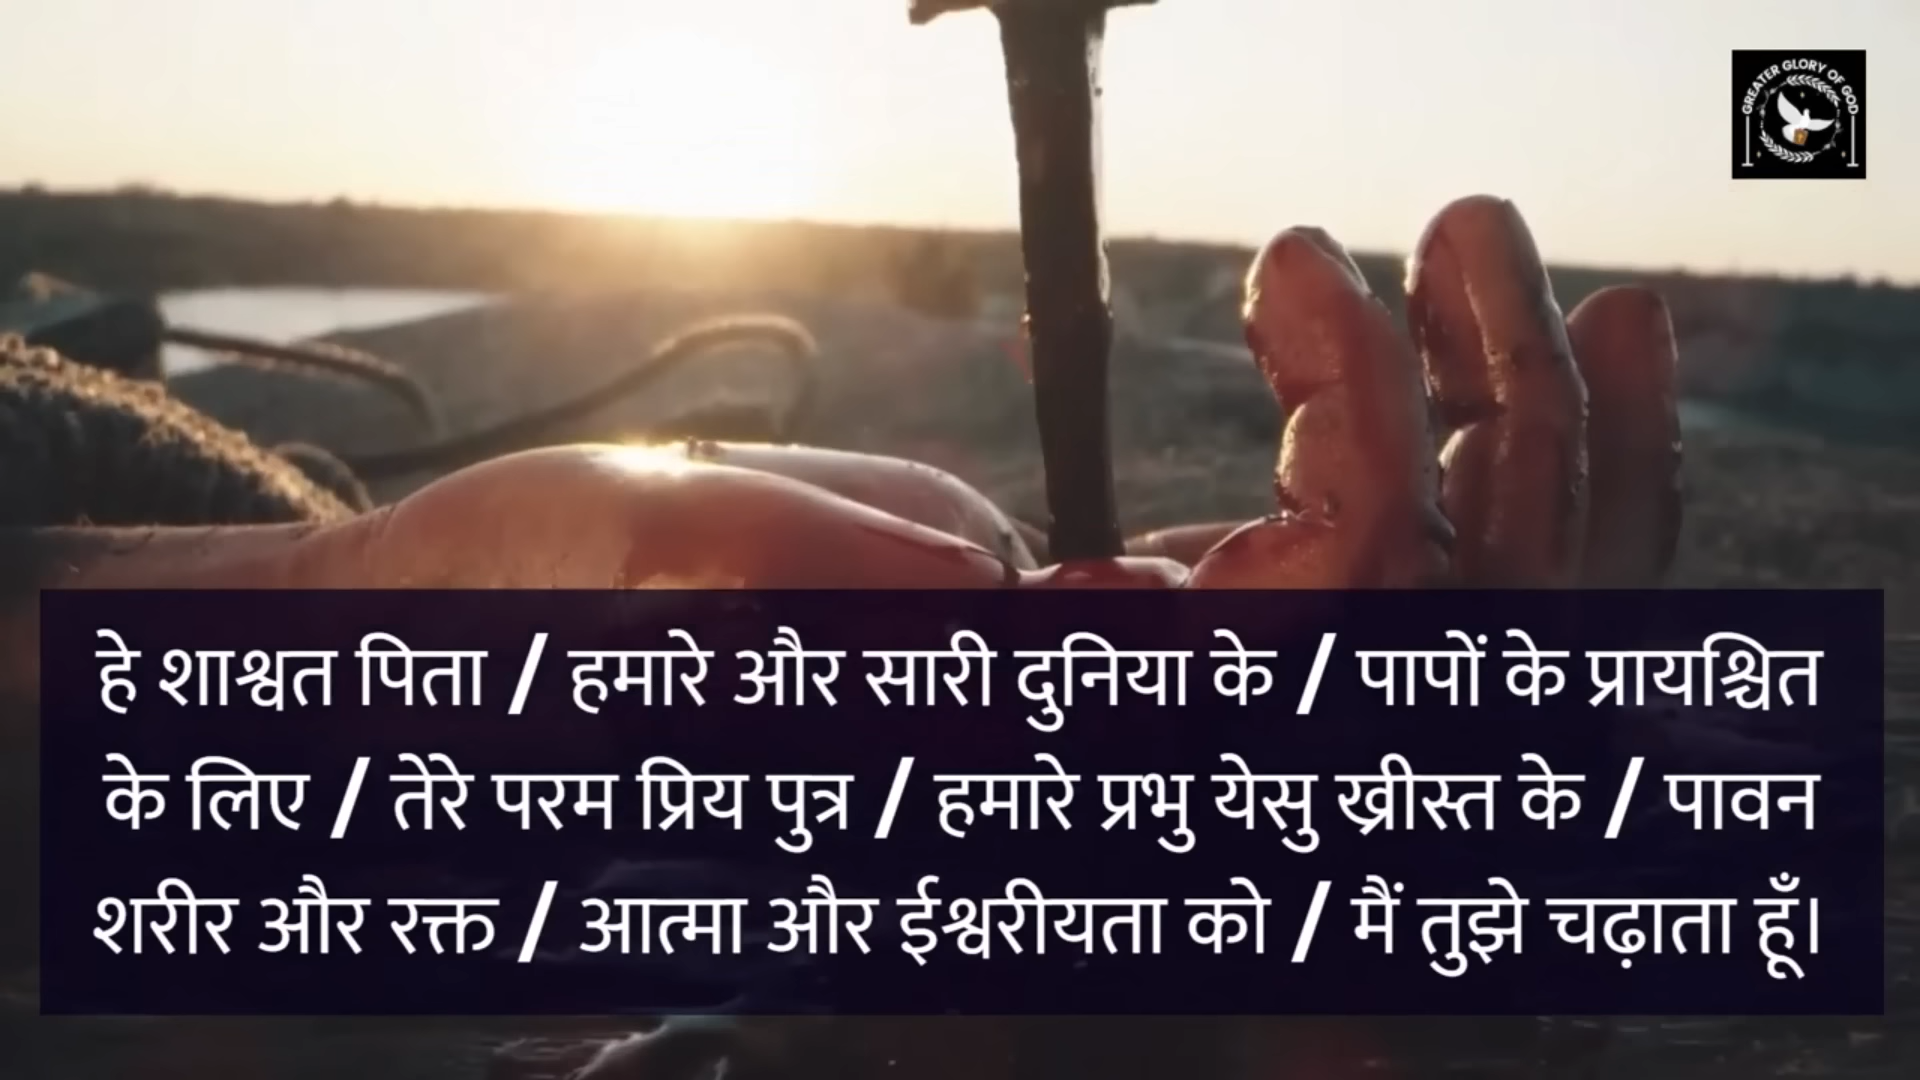 GREATER GLORY OF GOD
हे शाश्वत पिता / हमारे और सारी दुनिया के / पापों के प्रायश्चित
के लिए / तेरे परम प्रिय पुत्र / हमारे प्रभु येसु ख्रीस्त के / पावन
शरीर और रक्त / आत्मा और ईश्वरीयता को / मैं तुझे चढ़ाता हूँ।